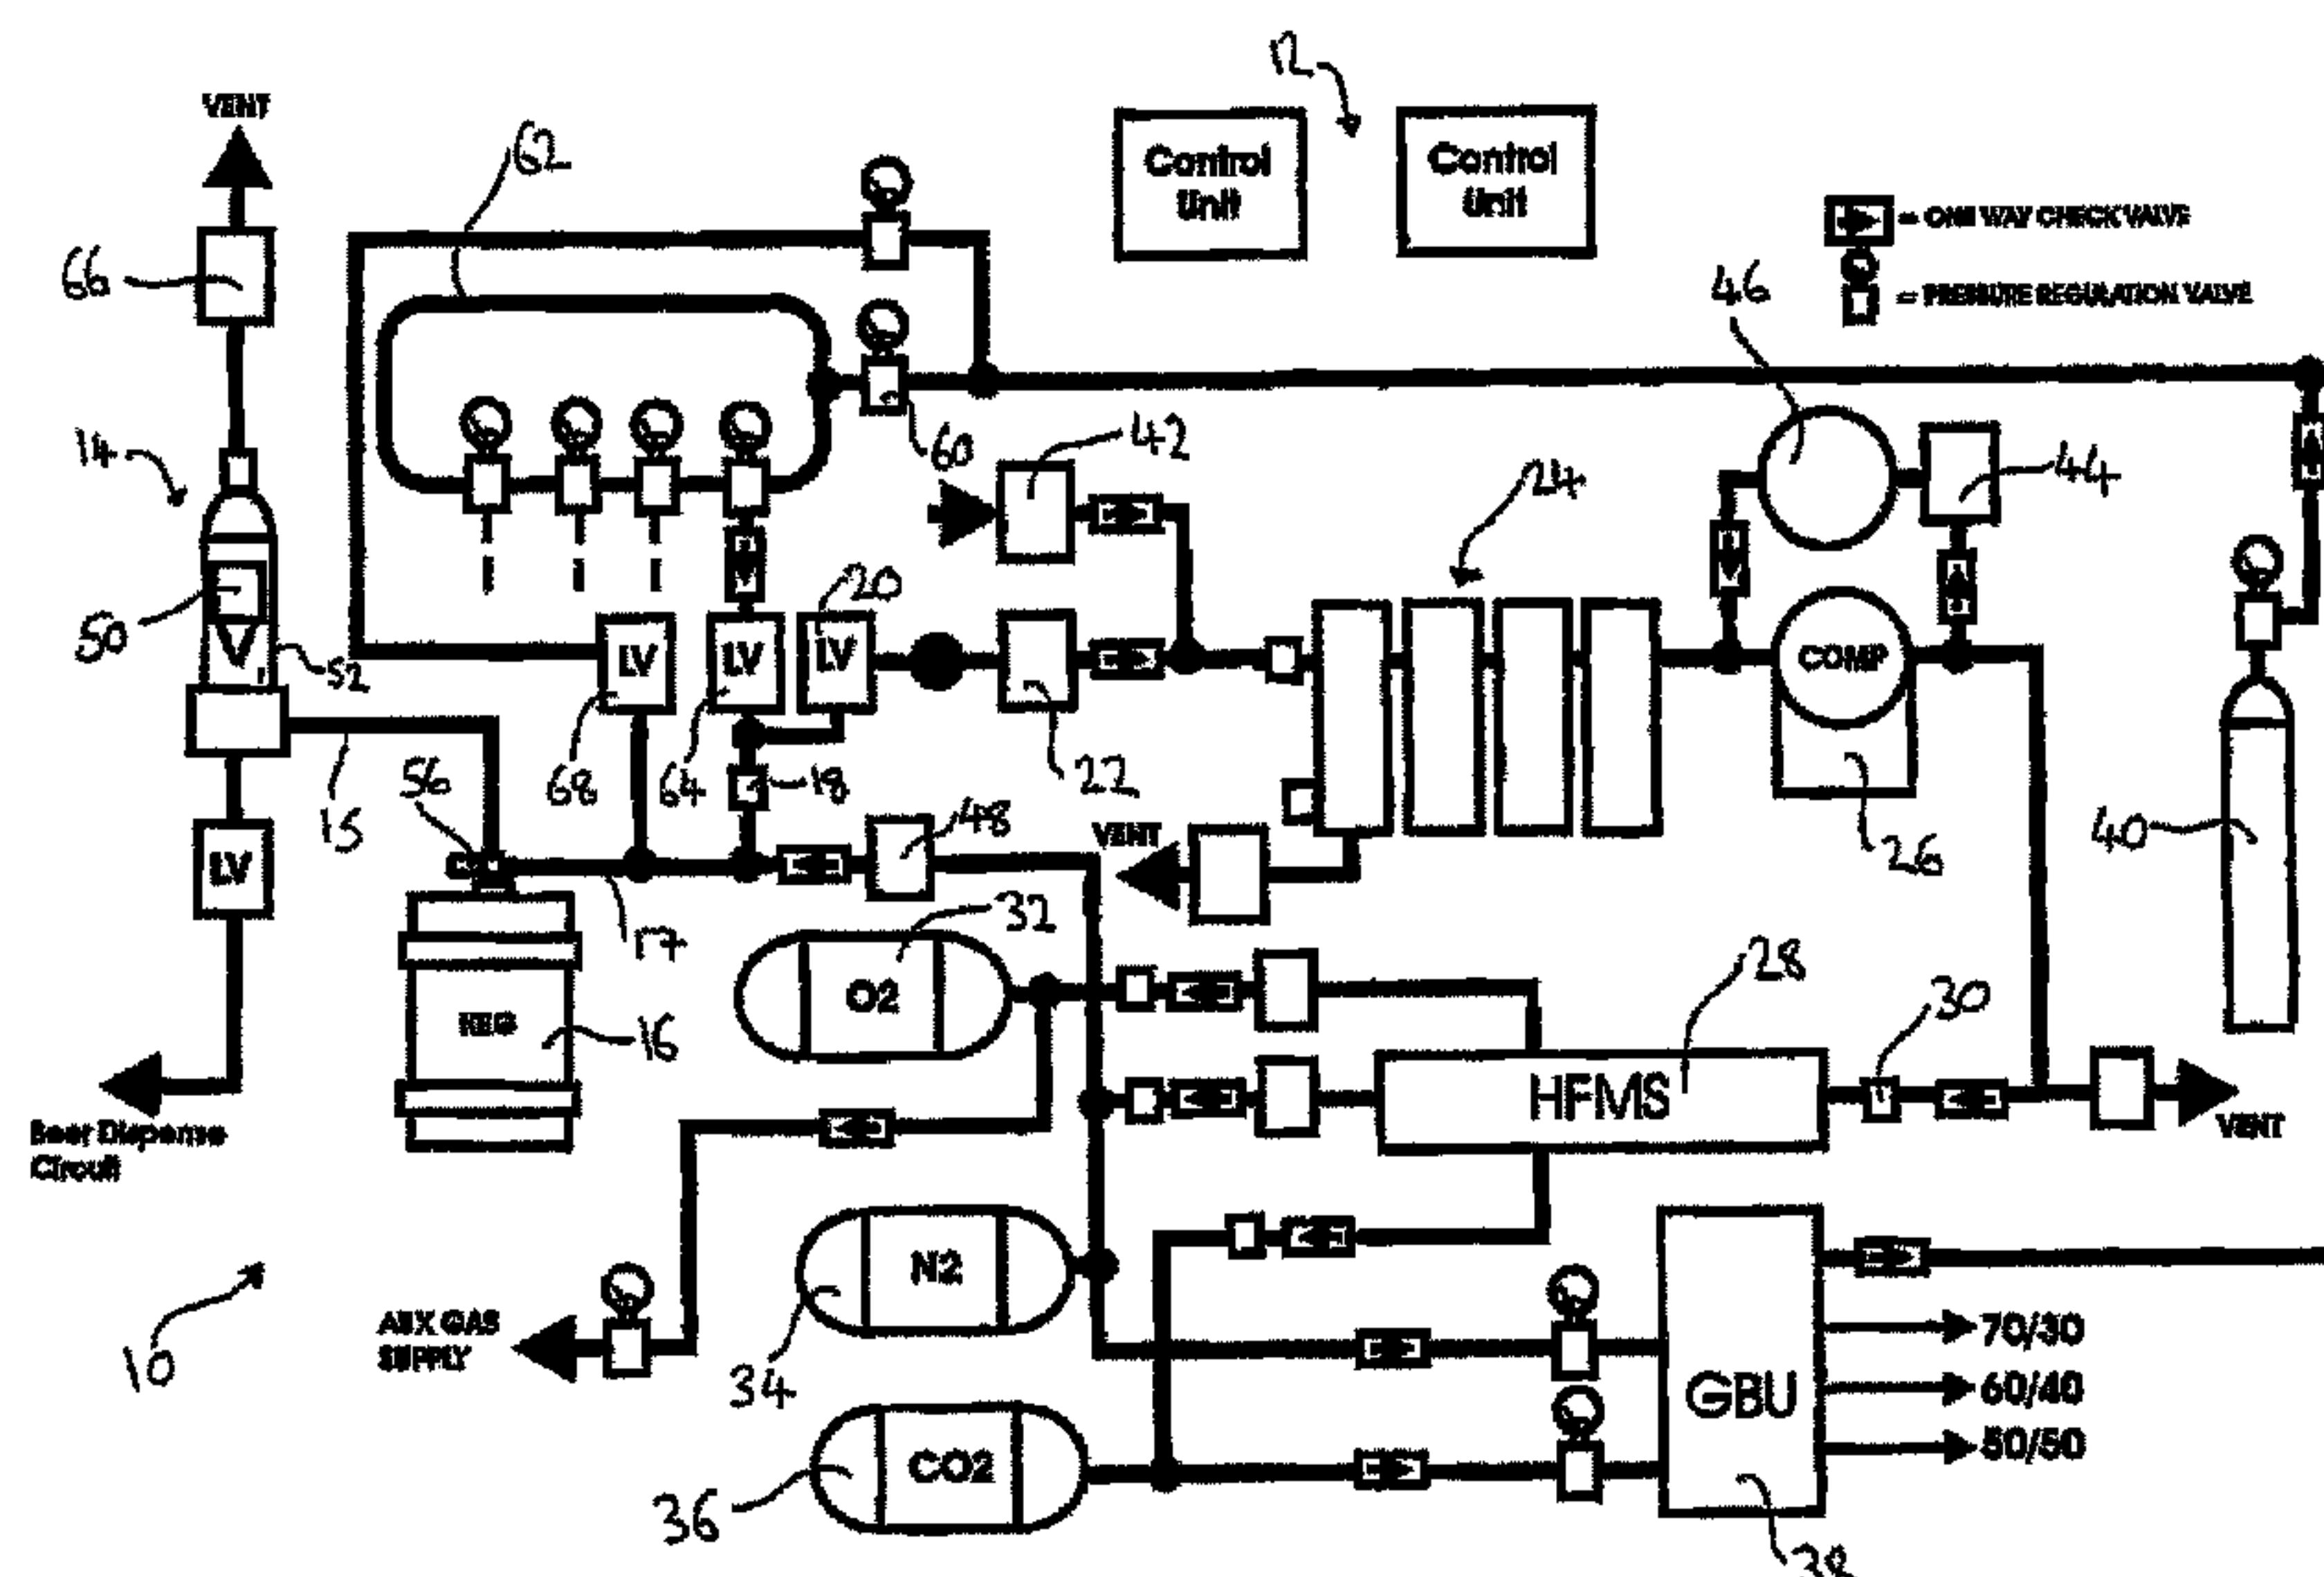 12
VENT
62
Control
Unit
Control
Unit
= ONE WAY CHECK VALVE
66
46
= PRESSURE REGULATION VALVE
14
60
42
24
44
50
52
20
LV
LV
LV
COMP
15
56
68
64
18
22
48
VENT
26
40
LV
32
17
O2
28
30
KEG
16
HFMS
Beer Dispense
Circuit
VENT
N2
10
AUX GAS
SUPPLY
34
70/30
60/40
GBU
50/50
36
CO2
38